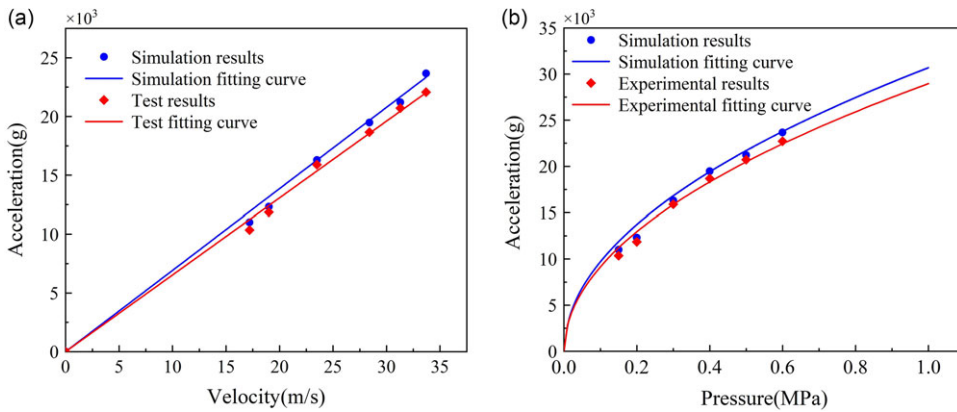 (a)
×10³
25
20
15
10
5
0
Acceleration(g)
Simulation results
Simulation fitting curve
Test results
Test fitting curve
0 5 10 15 20 25 30 35
Velocity(m/s)
(b)
×10³
35
30
25
20
15
10
5
0
Acceleration(g)
Simulation results
Simulation fitting curve
Experimental results
Experimental fitting curve
0.0 0.2 0.4 0.6 0.8 1.0
Pressure(MPa)